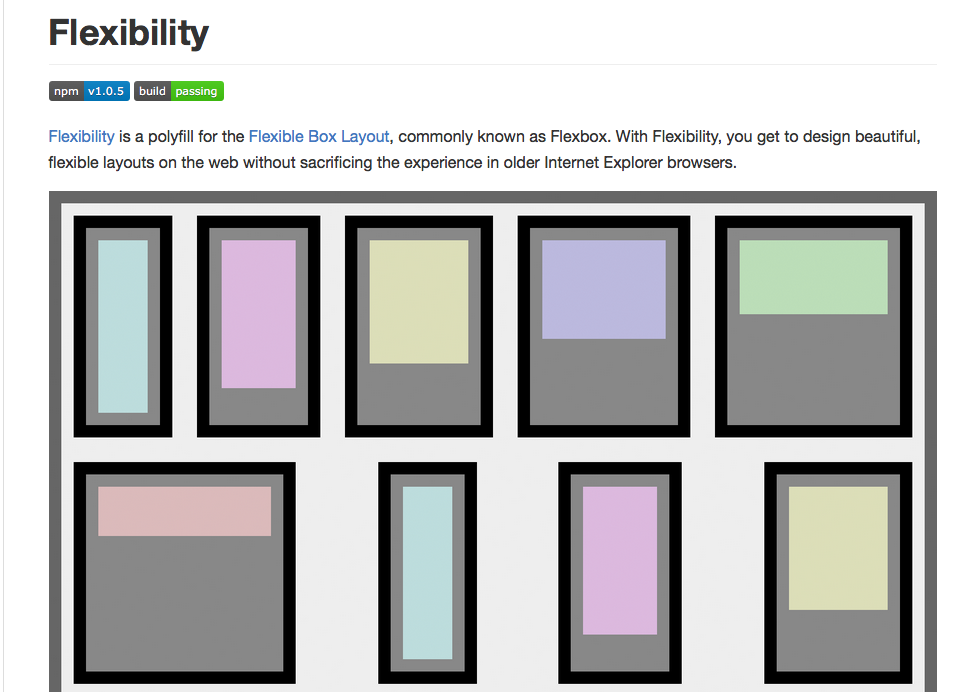 Flexibility
npm v1.0.5 build passing
Flexibility is a polyfill for the Flexible Box Layout, commonly known as Flexbox. With Flexibility, you get to design beautiful,
flexible layouts on the web without sacrificing the experience in older Internet Explorer browsers.